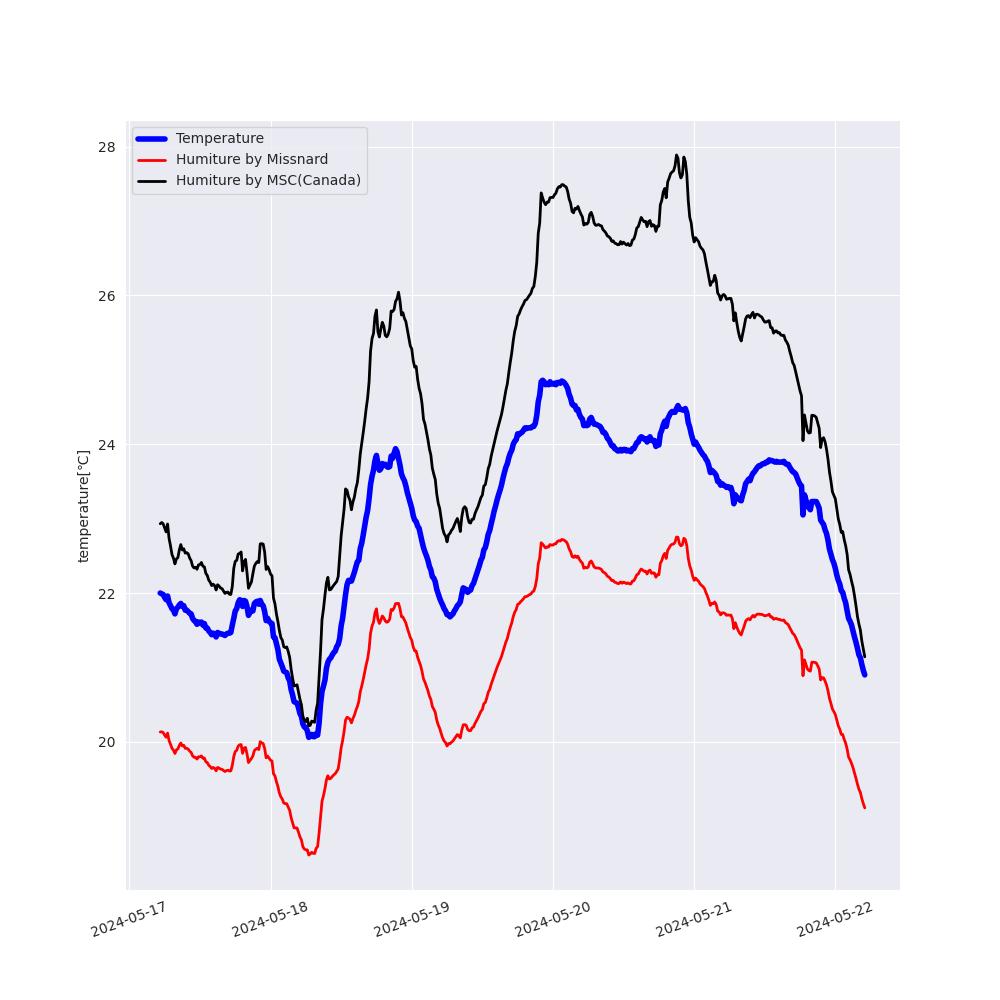 Temperature
Humiture by Missnard
Humiture by MSC(Canada)
28
26
24
22
20
temperature[℃]
2024-05-17
2024-05-18
2024-05-19
2024-05-20
2024-05-21
2024-05-22